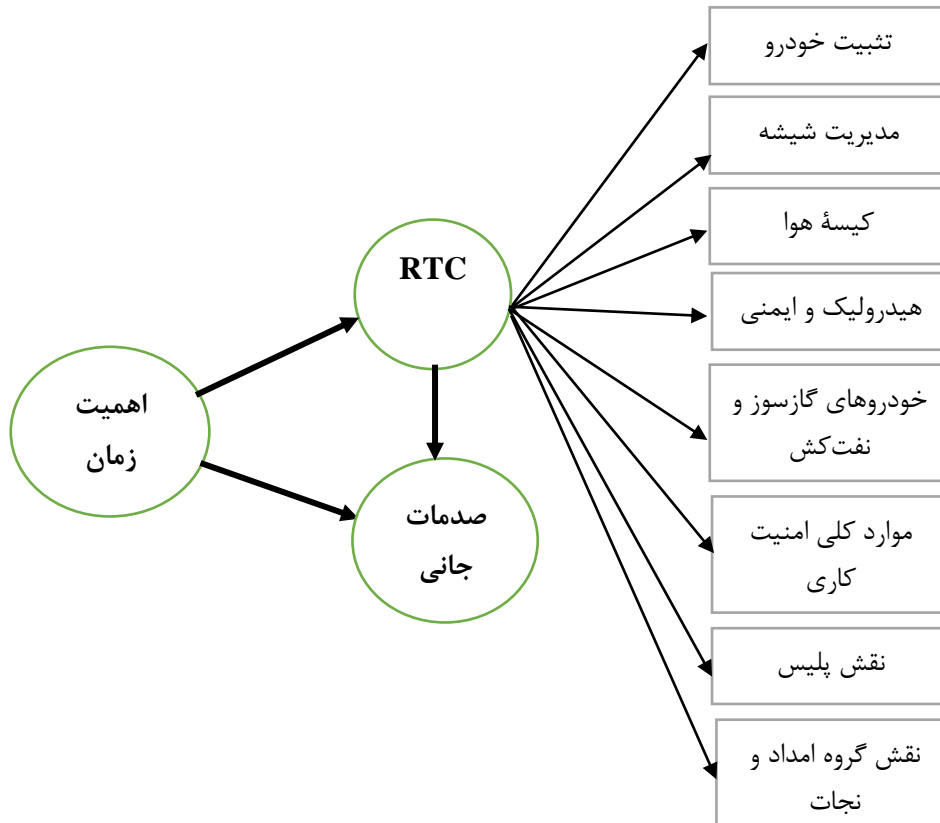 تثبیت خودرو
مدیریت شیشه
کیسهٔ هوا
هیدرولیک و ایمنی
خودروهای گازسوز و
نفت‌کش
موارد کلی امنیت
کاری
نقش پلیس
نقش گروه امداد و
نجات
RTC
اهمیت
زمان
صدمات
جانی